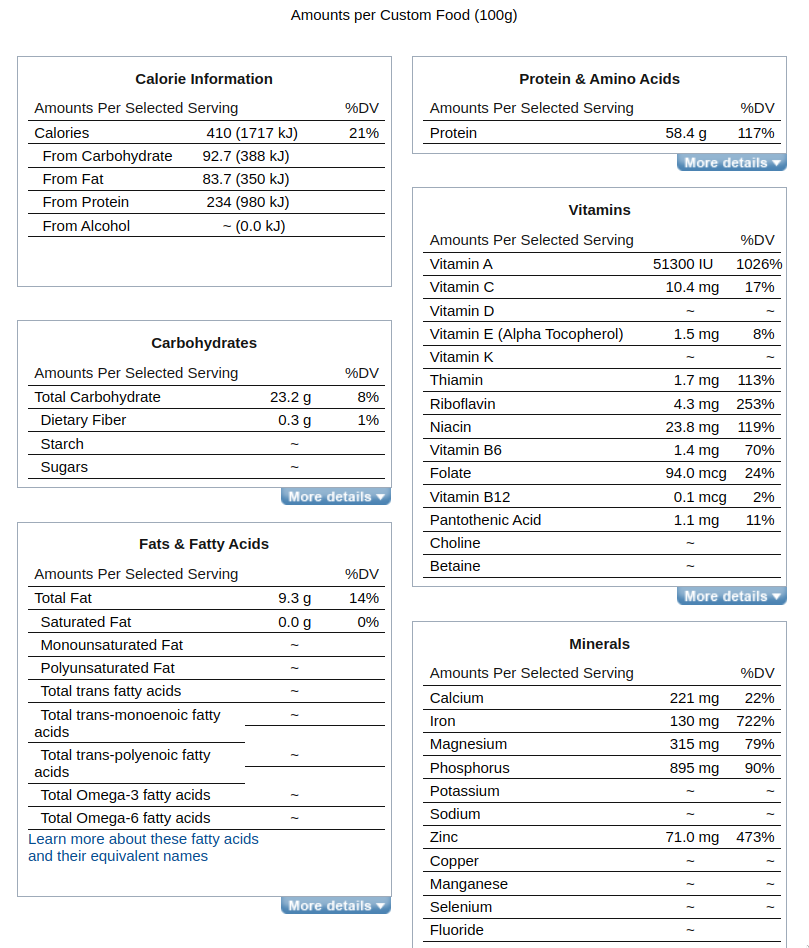 Amounts per Custom Food (100g)
Calorie Information
Amounts Per Selected Serving %DV
Calories 410 (1717 kJ) 21%
From Carbohydrate 92.7 (388 kJ)
From Fat 83.7 (350 kJ)
From Protein 234 (980 kJ)
From Alcohol ~ (0.0 kJ)
Carbohydrates
Amounts Per Selected Serving %DV
Total Carbohydrate 23.2 g 8%
Dietary Fiber 0.3 g 1%
Starch ~
Sugars ~
More details
Fats & Fatty Acids
Amounts Per Selected Serving %DV
Total Fat 9.3 g 14%
Saturated Fat 0.0 g 0%
Monounsaturated Fat ~
Polyunsaturated Fat ~
Total trans fatty acids ~
Total trans-monoenoic fatty ~
acids
Total trans-polyenoic fatty ~
acids
Total Omega-3 fatty acids ~
Total Omega-6 fatty acids ~
Learn more about these fatty acids
and their equivalent names
More details
Protein & Amino Acids
Amounts Per Selected Serving %DV
Protein 58.4 g 117%
More details
Vitamins
Amounts Per Selected Serving %DV
Vitamin A 51300 IU 1026%
Vitamin C 10.4 mg 17%
Vitamin D ~ ~
Vitamin E (Alpha Tocopherol) 1.5 mg 8%
Vitamin K ~ ~
Thiamin 1.7 mg 113%
Riboflavin 4.3 mg 253%
Niacin 23.8 mg 119%
Vitamin B6 1.4 mg 70%
Folate 94.0 mcg 24%
Vitamin B12 0.1 mcg 2%
Pantothenic Acid 1.1 mg 11%
Choline ~
Betaine ~
More details
Minerals
Amounts Per Selected Serving %DV
Calcium 221 mg 22%
Iron 130 mg 722%
Magnesium 315 mg 79%
Phosphorus 895 mg 90%
Potassium ~ ~
Sodium ~ ~
Zinc 71.0 mg 473%
Copper ~ ~
Manganese ~ ~
Selenium ~ ~
Fluoride ~